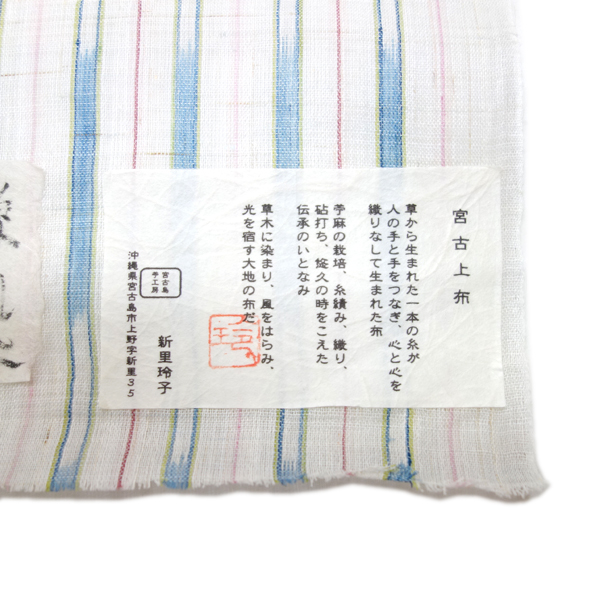 宮古上布
草から生まれた一本の糸が
人の手と手をつなぎ、心と心を
織りなして生まれた布
苧麻の栽培、糸績み、織り、
砧打ち、悠久の時をこえた
伝承のいとなみ
草木に染まり、風をはらみ、
光を宿す大地の布だ
新里玲子
宮古島
手工房
沖縄県宮古島市上野字新里35